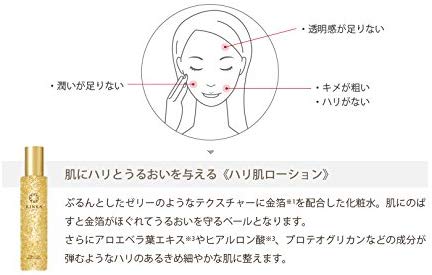 ・透明感が足りない
・潤いが足りない
・キメが粗い
・ハリがない
肌にハリとうるおいを与える《ハリ肌ローション》
ぷるんとしたゼリーのようなテクスチャーに金箔※1を配合した化粧水。肌にのば
すと金箔がほぐれてうるおいを守るベールとなります。
さらにアロエベラ葉エキス※3やヒアルロン酸※3、プロテオグリカンなどの成分が
弾むようなハリのあるきめ細やかな肌に整えます。